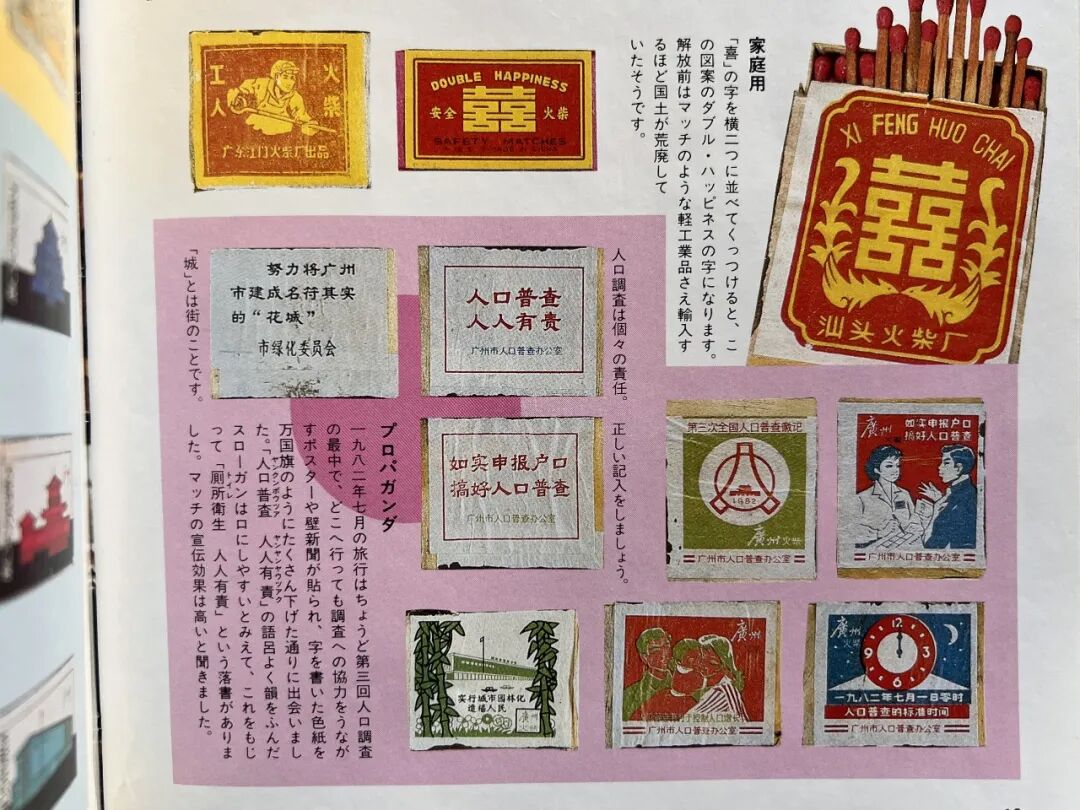 工人 火柴
广东江门火柴厂出品
DOUBLE HAPPINESS
安全 囍 火柴
SAFETY MATCHES
家庭用
「喜」の字を横二つに並べてくっつけると、こ
の図案のダブル・ハッピネスの字になります。
解放前はマッチのような軽工業品さえ輸入す
るほど国土が荒廃して
いたそうです。
XI FENG HUO CHAI
囍
汕头火柴厂
「城」とは街のことです。
努力将广州
市建成名符其实
的“花城”
市绿化委员会
人口普查
人人有责
广州市人口普查办公室
人口調査は個々の責任。
如实申报户口
搞好人口普查
广州市人口普查办公室
正しい記入をしましょう。
第三次全国人口普查徽记
1982
廣州火柴
广州市人口普查办公室
廣州
如实申报户口
搞好人口普查
广州市人口普查办公室
プロパガンダ
一九八二年七月の旅行はちょうど第三回人口調査
の最中で、どこへ行っても調査への協力をうなが
すポスターや壁新聞が貼られ、字を書いた色紙を
万国旗のようにたくさん下げた通りに出会いまし
た。「人口普査 人人有責」の語呂よく韻をふんだ
スローガンは口にしやすいとみえて、これをもじ
って「厠所衛生 人人有責」という落書がありま
した。マッチの宣伝効果は高いと聞きました。
实行城市园林化
造福人民
廣州火柴
廣州火柴
控制人口增长
广州市人口普查办公室
廣州火柴
12
3
6
9
一九八二年七月一日零时
人口普查的标准时间
广州市人口普查办公室